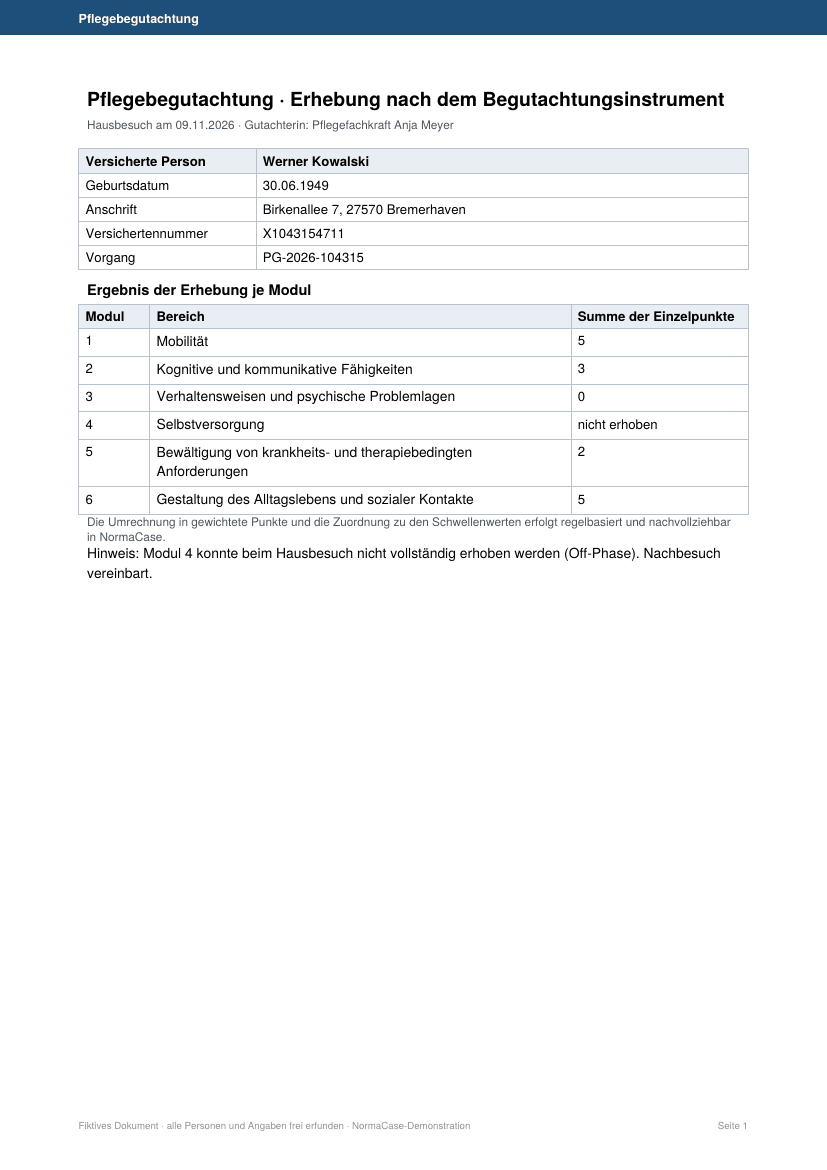 Pflegebegutachtung
Pflegebegutachtung · Erhebung nach dem Begutachtungsinstrument
Hausbesuch am 09.11.2026 · Gutachterin: Pflegefachkraft Anja Meyer
Versicherte Person Werner Kowalski
Geburtsdatum 30.06.1949
Anschrift Birkenallee 7, 27570 Bremerhaven
Versichertennummer X1043154711
Vorgang PG-2026-104315
Ergebnis der Erhebung je Modul
Modul Bereich Summe der Einzelpunkte
1 Mobilität 5
2 Kognitive und kommunikative Fähigkeiten 3
3 Verhaltensweisen und psychische Problemlagen 0
4 Selbstversorgung nicht erhoben
5 Bewältigung von krankheits- und therapiebedingten 2
Anforderungen
6 Gestaltung des Alltagslebens und sozialer Kontakte 5
Die Umrechnung in gewichtete Punkte und die Zuordnung zu den Schwellenwerten erfolgt regelbasiert und nachvollziehbar
in NormaCase.
Hinweis: Modul 4 konnte beim Hausbesuch nicht vollständig erhoben werden (Off-Phase). Nachbesuch
vereinbart.
Fiktives Dokument · alle Personen und Angaben frei erfunden · NormaCase-Demonstration Seite 1